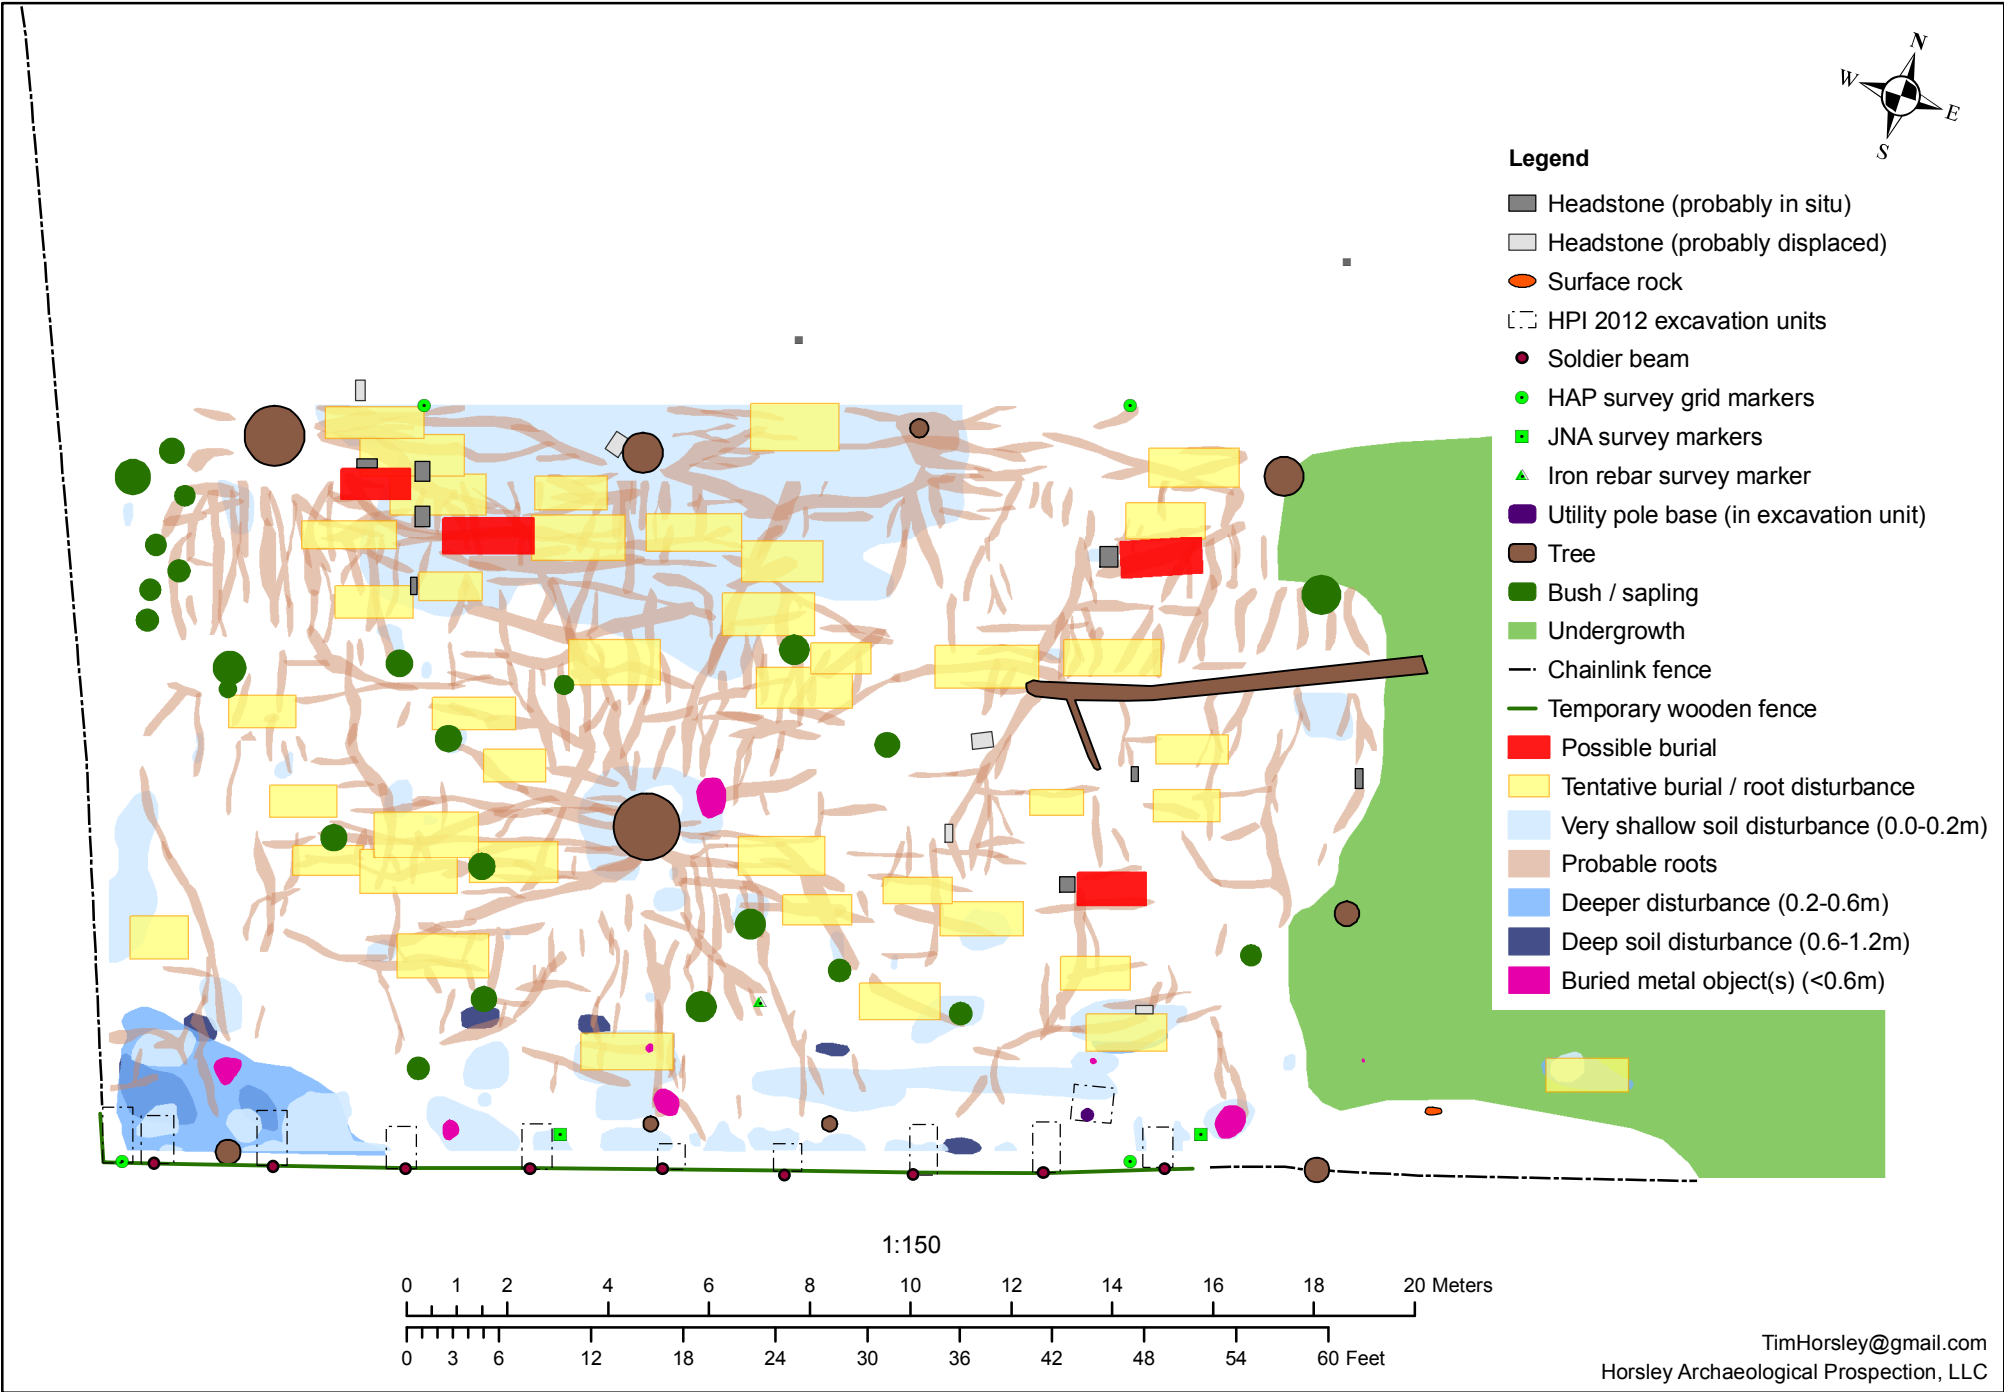 N
W
E
S
Legend
Headstone (probably in situ)
Headstone (probably displaced)
Surface rock
HPI 2012 excavation units
Soldier beam
HAP survey grid markers
JNA survey markers
Iron rebar survey marker
Utility pole base (in excavation unit)
Tree
Bush / sapling
Undergrowth
Chainlink fence
Temporary wooden fence
Possible burial
Tentative burial / root disturbance
Very shallow soil disturbance (0.0-0.2m)
Probable roots
Deeper disturbance (0.2-0.6m)
Deep soil disturbance (0.6-1.2m)
Buried metal object(s) (<0.6m)
1:150
0 1 2 4 6 8 10 12 14 16 18 20 Meters
0 3 6 12 18 24 30 36 42 48 54 60 Feet
TimHorsley@gmail.com
Horsley Archaeological Prospection, LLC